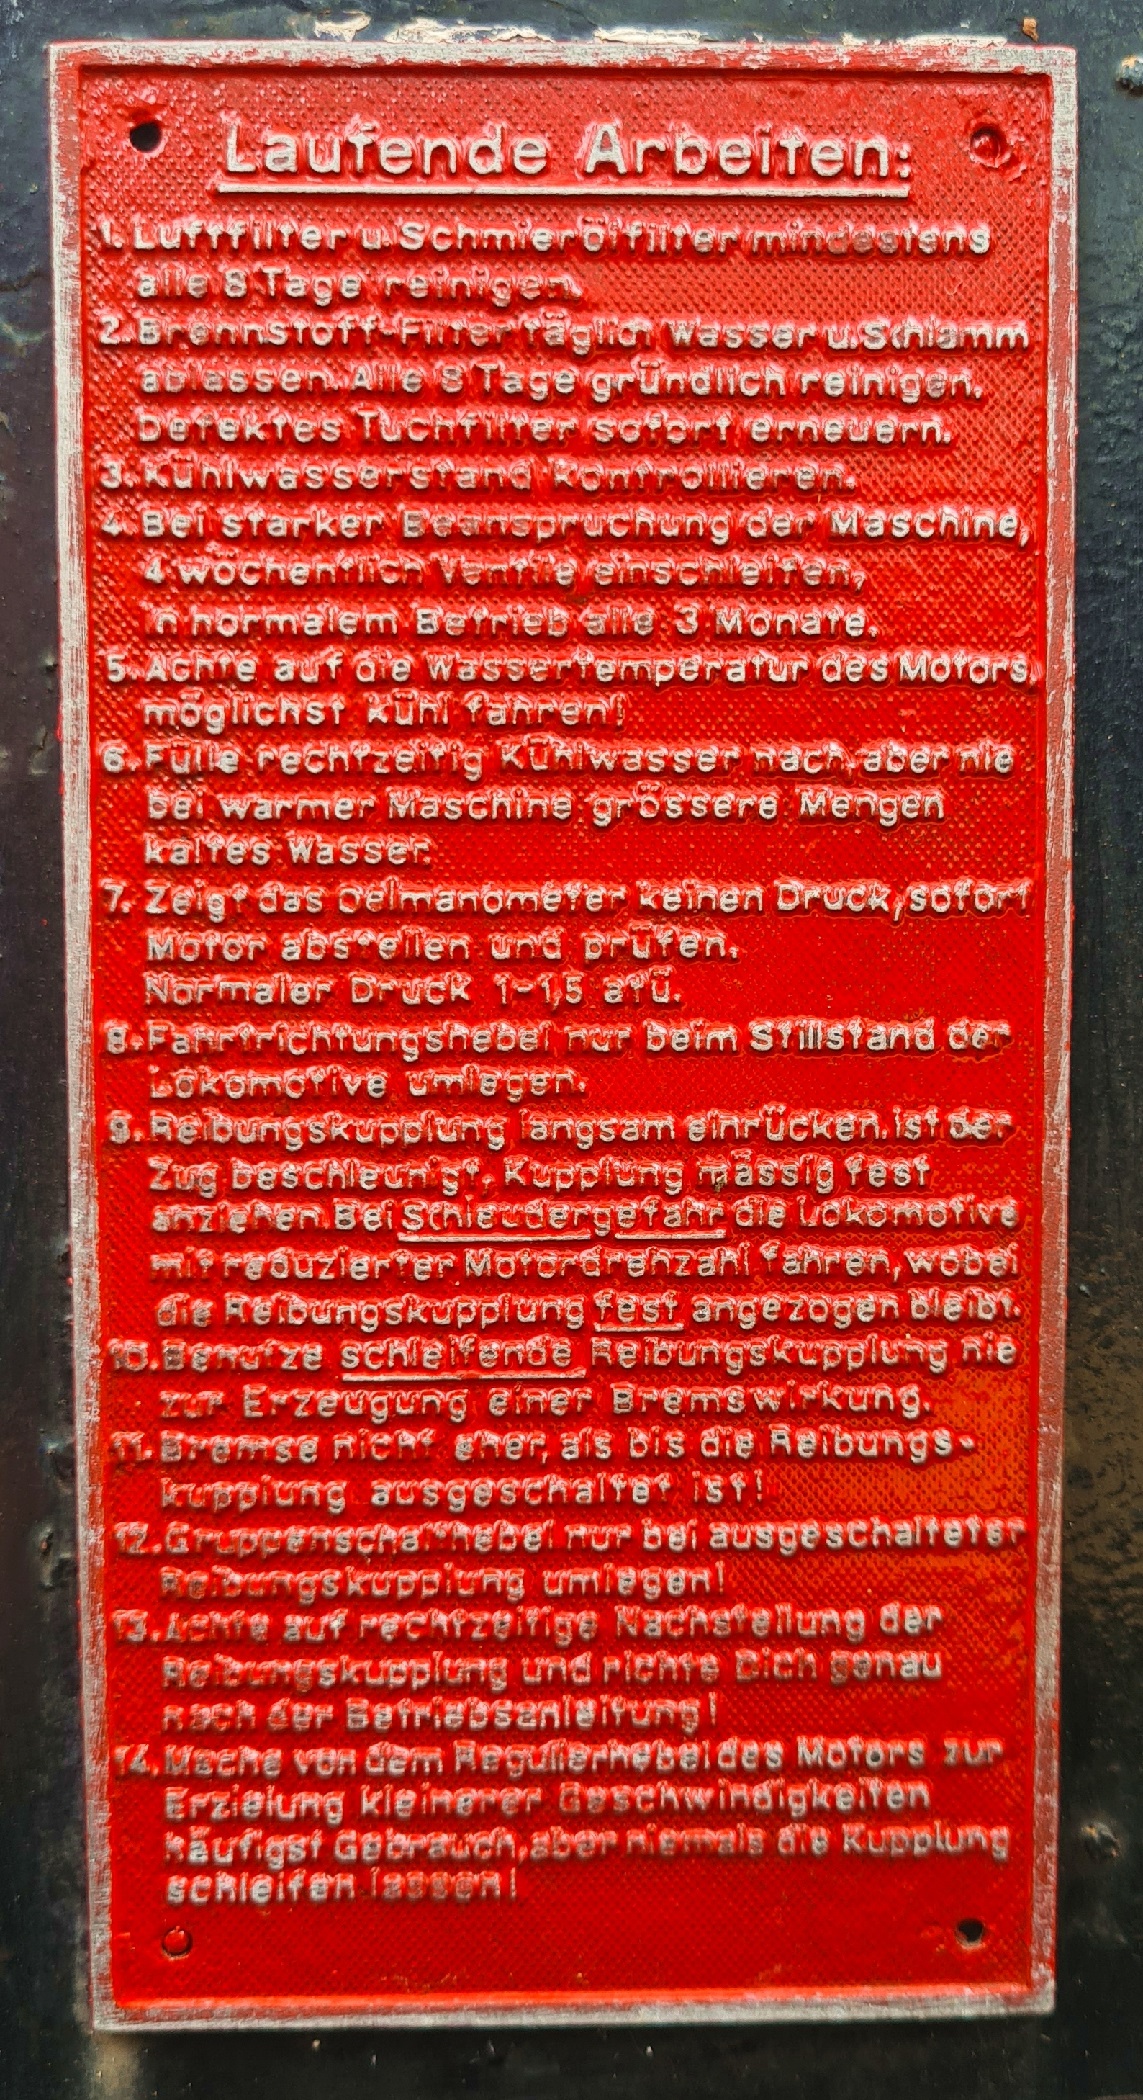 Laufende Arbeiten:
1. Luftfilter u. Schmierölfilter mindestens
alle 8 Tage reinigen.
2. Brennstoff-Filter täglich Wasser u. Schlamm
ablassen. Alle 8 Tage gründlich reinigen.
Defektes Tuchfilter sofort erneuern.
3. Kühlwasserstand kontrollieren.
4. Bei starker Beanspruchung der Maschine,
4 wöchentlich Ventile einschleifen,
in normalem Betrieb alle 3 Monate.
5. Achte auf die Wassertemperatur des Motors,
möglichst kühl fahren!
6. Fülle rechtzeitig Kühlwasser nach, aber nie
bei warmer Maschine grössere Mengen
kaltes Wasser.
7. Zeigt das Oelmanometer keinen Druck, sofort
Motor abstellen und prüfen.
Normaler Druck 1-1,5 atü.
8. Fahrtrichtungshebel nur beim Stillstand der
Lokomotive umlegen.
9. Reibungskupplung langsam einrücken. Ist der
Zug beschleunigt, Kupplung mässig fest
anziehen. Bei Schleudergefahr die Lokomotive
mit reduzierter Motordrehzahl fahren, wobei
die Reibungskupplung fest angezogen bleibt.
10. Benutze schleifende Reibungskupplung nie
zur Erzeugung einer Bremswirkung.
11. Bremse nicht eher, als bis die Reibungs-
kupplung ausgeschaltet ist!
12. Gruppenschalthebel nur bei ausgeschalteter
Reibungskupplung umlegen!
13. Achte auf rechtzeitige Nachstellung der
Reibungskupplung und richte Dich genau
nach der Betriebsanleitung!
14. Mache von dem Regulierhebel des Motors zur
Erzielung kleinerer Geschwindigkeiten
häufigst Gebrauch, aber niemals die Kupplung
schleifen lassen!